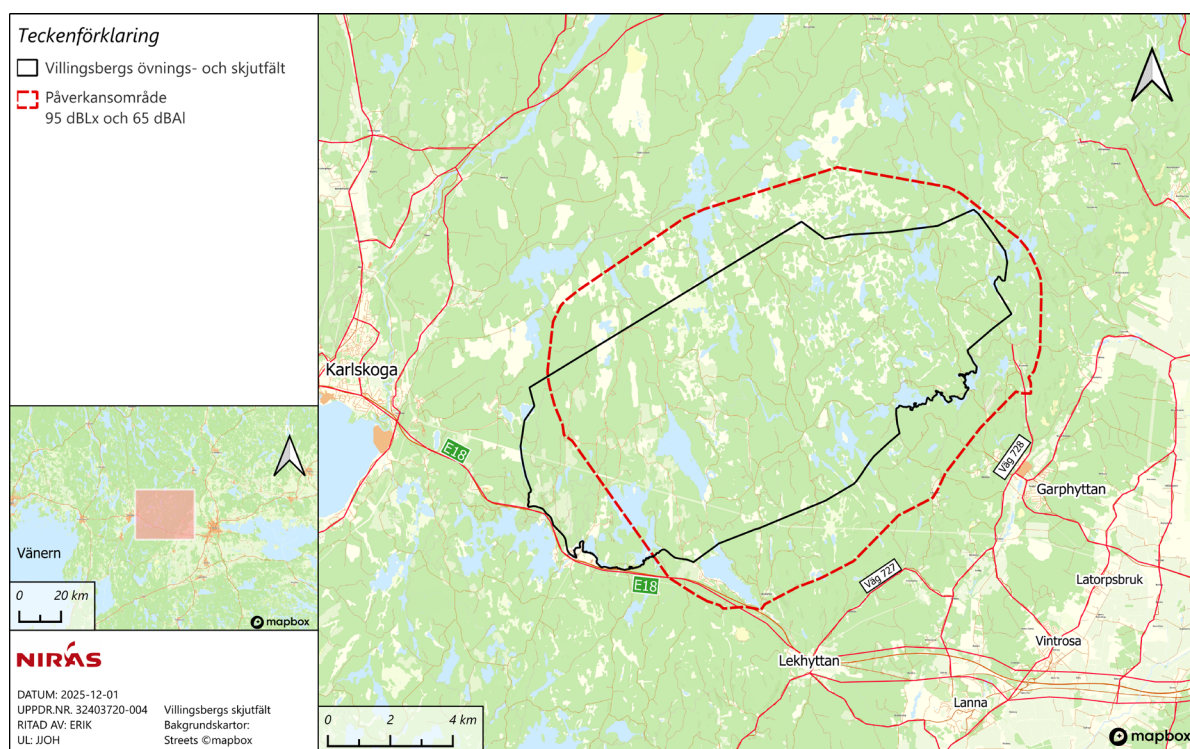 Teckenförklaring
Villingsbergs övnings- och skjutfält
Påverkansområde
95 dBLx och 65 dBAI
Vänern
0 20 km
mapbox
NIRÁS
DATUM: 2025-12-01
UPPDR.NR. 32403720-004
RITAD AV: ERIK
UL: JJOH
Villingsbergs skjutfält
Bakgrundskartor:
Streets ©mapbox
Karlskoga
E18
E18
Väg 728
Garphyttan
Väg 727
Latorpsbruk
Vintrosa
Lekhyttan
Lanna
0 2 4 km
mapbox